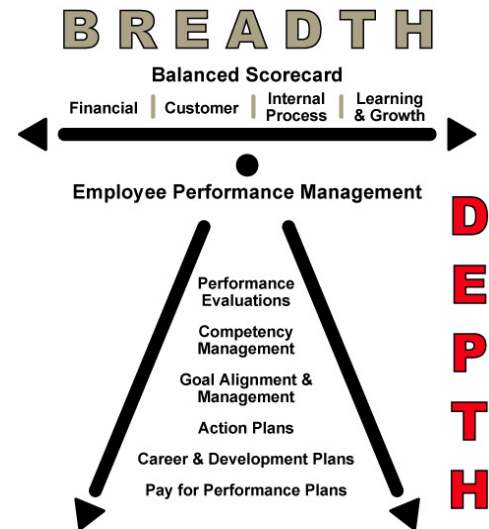 BREADTH
Balanced Scorecard
Financial | Customer | Internal Process | Learning & Growth
Employee Performance Management
DEPTH
Performance
Evaluations
Competency
Management
Goal Alignment &
Management
Action Plans
Career & Development Plans
Pay for Performance Plans